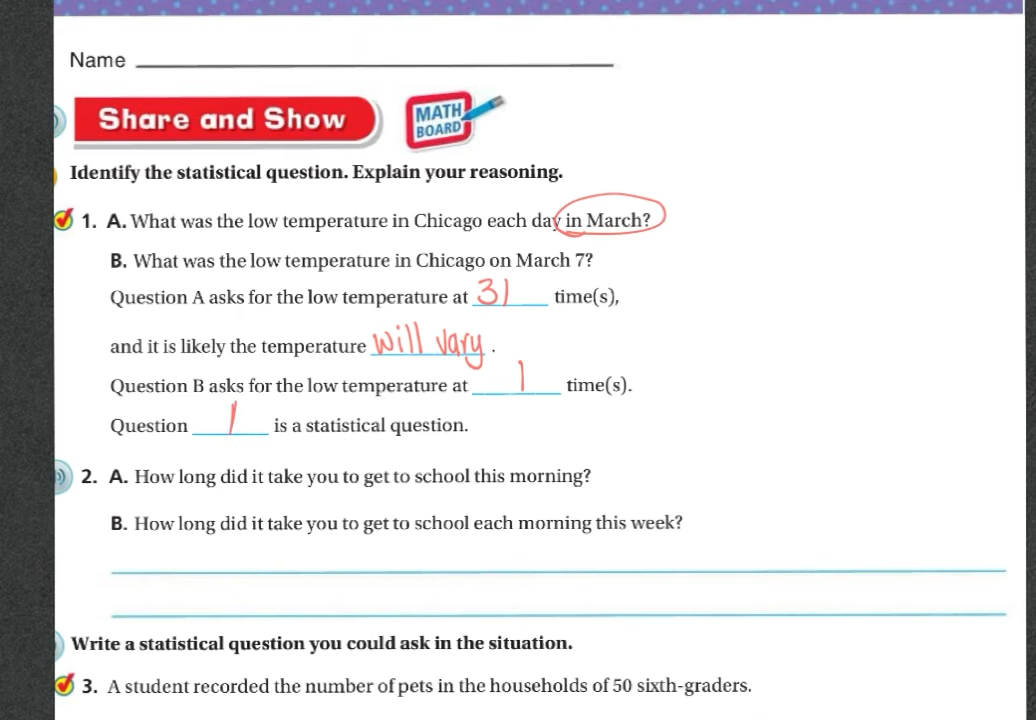 Name
Share and Show
MATH
BOARD
Identify the statistical question. Explain your reasoning.
1. A. What was the low temperature in Chicago each day in March?
B. What was the low temperature in Chicago on March 7?
Question A asks for the low temperature at 31 time(s),
and it is likely the temperature will vary.
Question B asks for the low temperature at 1 time(s).
Question 1 is a statistical question.
2. A. How long did it take you to get to school this morning?
B. How long did it take you to get to school each morning this week?
Write a statistical question you could ask in the situation.
3. A student recorded the number of pets in the households of 50 sixth-graders.